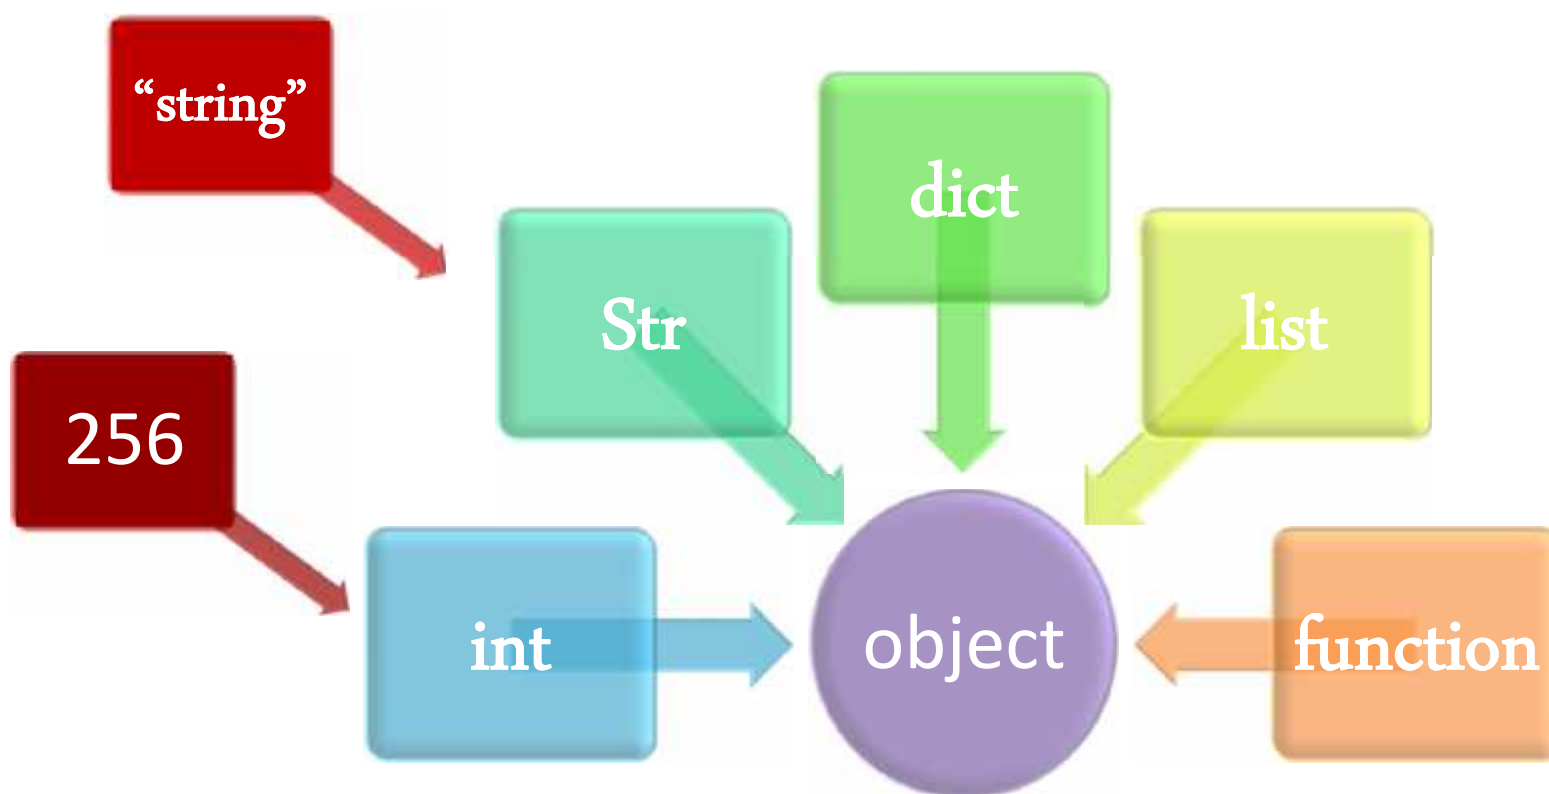 “string”
dict
Str
list
256
int
object
function